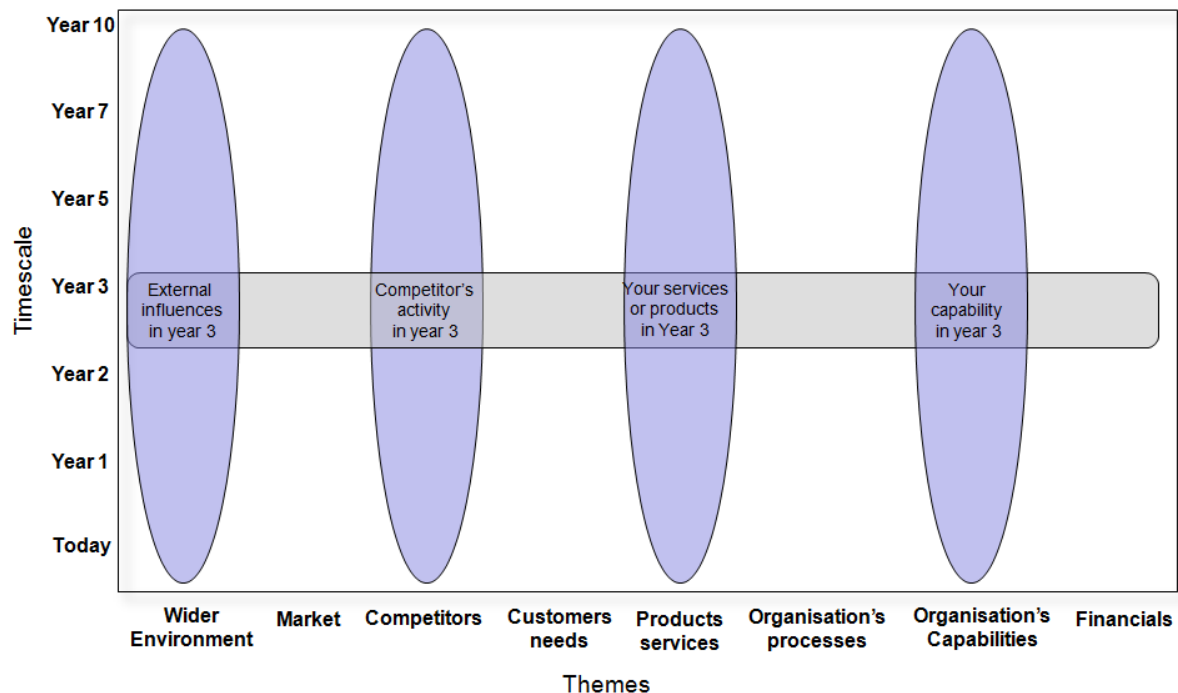 Year 10
Year 7
Year 5
Year 3
Year 2
Year 1
Today
Timescale
External
influences
in year 3
Competitor's
activity
in year 3
Your services
or products
in Year 3
Your
capability
in year 3
Wider
Environment
Market
Competitors
Customers
needs
Products
services
Organisation's
processes
Organisation's
Capabilities
Financials
Themes